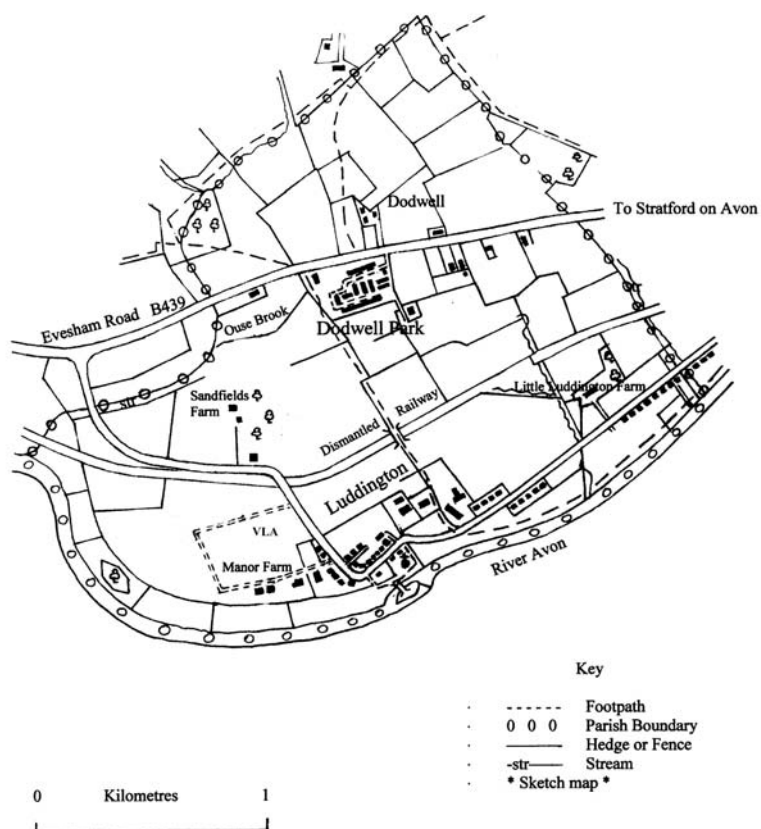 Dodwell
To Stratford on Avon
Evesham Road B439
Ouse Brook
Dodwell Park
str
str
Sandfields
Farm
Little Luddington Farm
Dismantled
Railway
Luddington
VLA
Manor Farm
River Avon
Key
Footpath
0 0 0 Parish Boundary
Hedge or Fence
-str— Stream
* Sketch map *
0 Kilometres 1